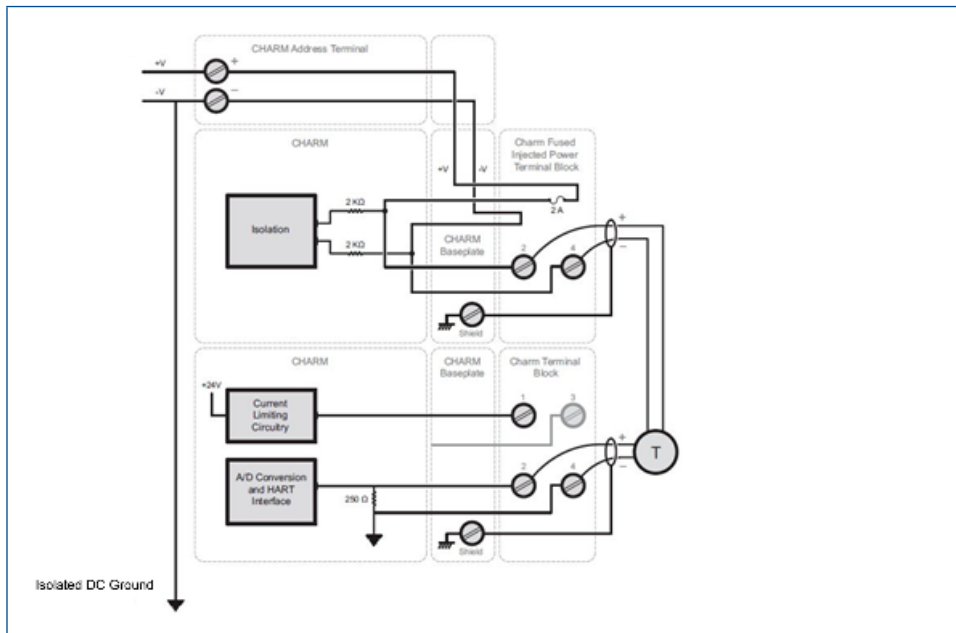 CHARM Address Terminal
+V
+
-V
−
CHARM
Charm Fused
Injected Power
Terminal Block
+V
-V
2 KΩ
2 A
Isolation
+
2 KΩ
CHARM
Baseplate
2
4
−
Shield
CHARM
CHARM
Baseplate
Charm Terminal
Block
+24V
Current
Limiting
Circuitry
1
3
+
T
A/D Conversion
and HART
Interface
2
4
−
250 Ω
Shield
Isolated DC Ground